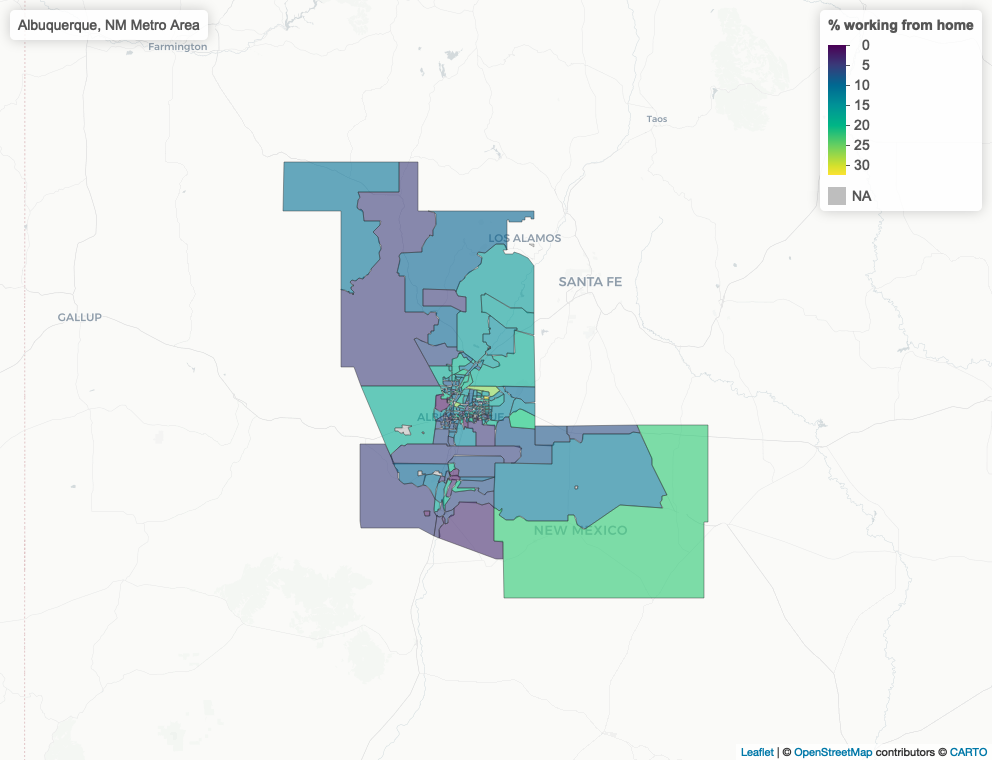 Albuquerque, NM Metro Area
% working from home
0
5
10
15
20
25
30
NA
Farmington
Taos
LOS ALAMOS
SANTA FE
GALLUP
ALBUQUERQUE
NEW MEXICO
Leaflet | © OpenStreetMap contributors © CARTO